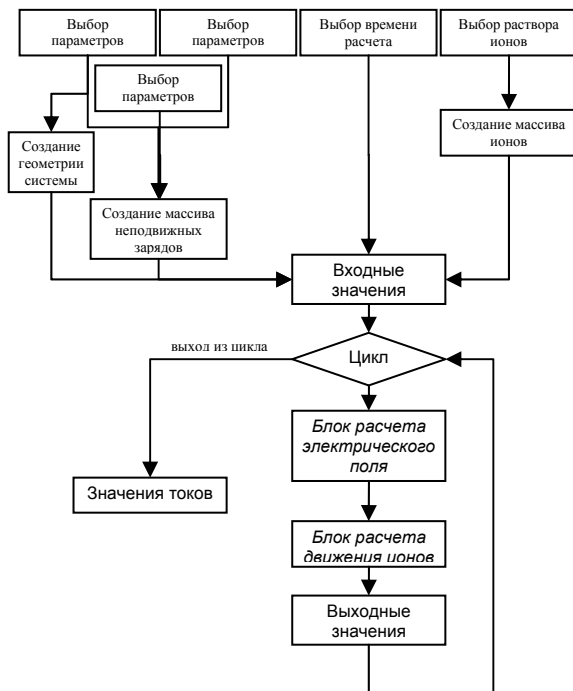 Выбор
параметров
Выбор
параметров
Выбор времени
расчета
Выбор раствора
ионов
Выбор
параметров
Создание
геометрии
системы
Создание массива
ионов
Создание массива
неподвижных
зарядов
Входные
значения
выход из цикла
Цикл
Блок расчета
электрического
поля
Значения токов
Блок расчета
движения ионов
Выходные
значения